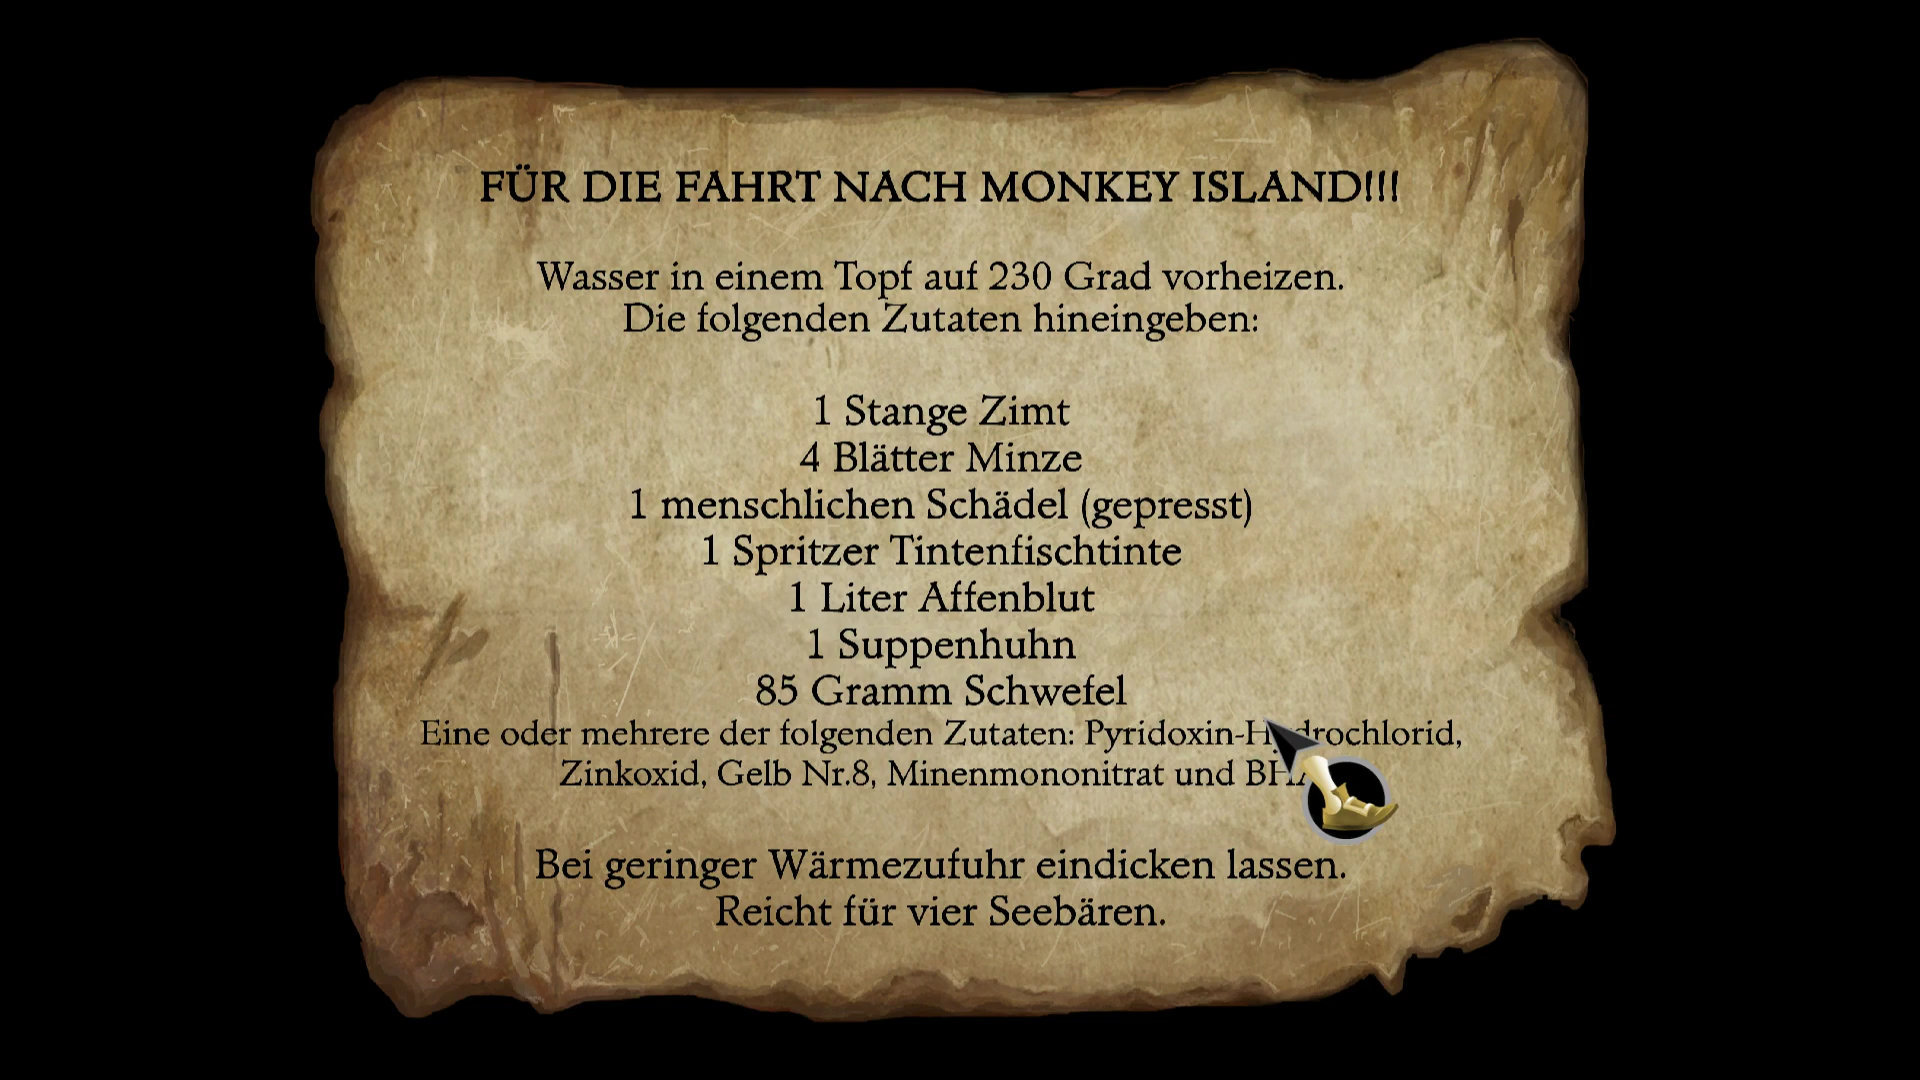 FÜR DIE FAHRT NACH MONKEY ISLAND!!!
Wasser in einem Topf auf 230 Grad vorheizen.
Die folgenden Zutaten hineingeben:
1 Stange Zimt
4 Blätter Minze
1 menschlichen Schädel (gepresst)
1 Spritzer Tintenfischtinte
1 Liter Affenblut
1 Suppenhuhn
85 Gramm Schwefel
Eine oder mehrere der folgenden Zutaten: Pyridoxin-Hydrochlorid,
Zinkoxid, Gelb Nr.8, Minenmononitrat und BHA
Bei geringer Wärmezufuhr eindicken lassen.
Reicht für vier Seebären.